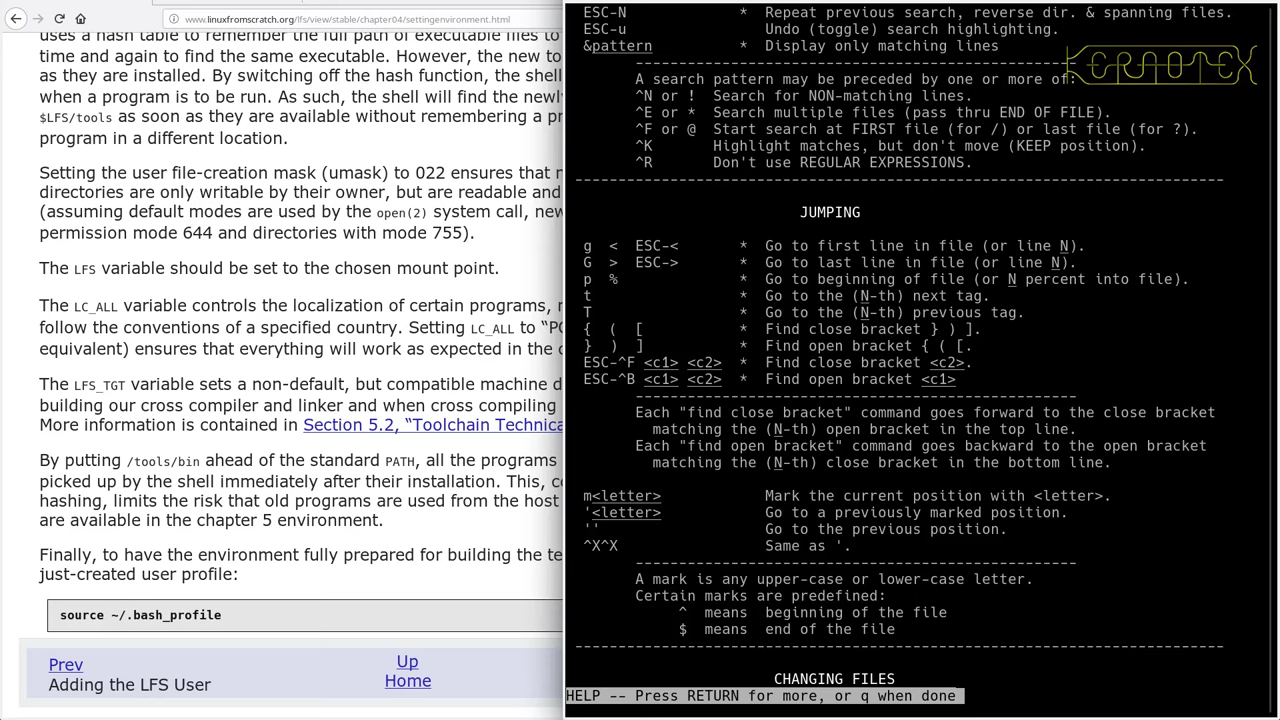 www.linuxfromscratch.org/lfs/view/stable/chapter04/settingenvironment.html
uses a hash table to remember the full path of executable files to
time and again to find the same executable. However, the new to
as they are installed. By switching off the hash function, the shell
when a program is to be run. As such, the shell will find the newl
$LFS/tools as soon as they are available without remembering a pr
program in a different location.
Setting the user file-creation mask (umask) to 022 ensures that n
directories are only writable by their owner, but are readable and
(assuming default modes are used by the open(2) system call, new
permission mode 644 and directories with mode 755).
The LFS variable should be set to the chosen mount point.
The LC_ALL variable controls the localization of certain programs, m
follow the conventions of a specified country. Setting LC_ALL to “PO
equivalent) ensures that everything will work as expected in the c
The LFS_TGT variable sets a non-default, but compatible machine d
building our cross compiler and linker and when cross compiling
More information is contained in Section 5.2, “Toolchain Technica
By putting /tools/bin ahead of the standard PATH, all the programs
picked up by the shell immediately after their installation. This, co
hashing, limits the risk that old programs are used from the host
are available in the chapter 5 environment.
Finally, to have the environment fully prepared for building the te
just-created user profile:
source ~/.bash_profile
Prev
Adding the LFS User
Up
Home
ESC-N * Repeat previous search, reverse dir. & spanning files.
ESC-u Undo (toggle) search highlighting.
&pattern * Display only matching lines
---------------------------------------------------
A search pattern may be preceded by one or more of:
^N or ! Search for NON-matching lines.
^E or * Search multiple files (pass thru END OF FILE).
^F or @ Start search at FIRST file (for /) or last file (for ?).
^K Highlight matches, but don't move (KEEP position).
^R Don't use REGULAR EXPRESSIONS.
---------------------------------------------------------------------------
JUMPING
g < ESC-< * Go to first line in file (or line N).
G > ESC-> * Go to last line in file (or line N).
p % * Go to beginning of file (or N percent into file).
t * Go to the (N-th) next tag.
T * Go to the (N-th) previous tag.
{ ( [ * Find close bracket } ) ].
} ) ] * Find open bracket { ( [.
ESC-^F <c1> <c2> * Find close bracket <c2>.
ESC-^B <c1> <c2> * Find open bracket <c1>
---------------------------------------------------
Each "find close bracket" command goes forward to the close bracket
matching the (N-th) open bracket in the top line.
Each "find open bracket" command goes backward to the open bracket
matching the (N-th) close bracket in the bottom line.
m<letter> Mark the current position with <letter>.
'<letter> Go to a previously marked position.
'' Go to the previous position.
^X^X Same as '.
---------------------------------------------------
A mark is any upper-case or lower-case letter.
Certain marks are predefined:
^ means beginning of the file
$ means end of the file
---------------------------------------------------------------------------
CHANGING FILES
HELP -- Press RETURN for more, or q when done